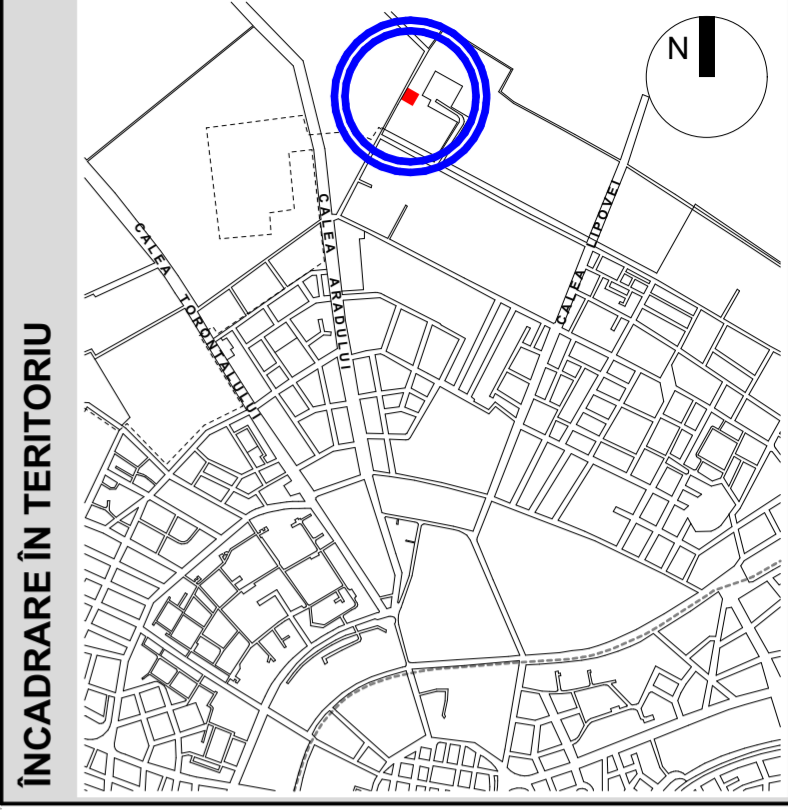 ÎNCADRARE ÎN TERITORIU
N
CALEA TORONTALULUI
CALEA ARADULUI
CALEA LIPOVEI